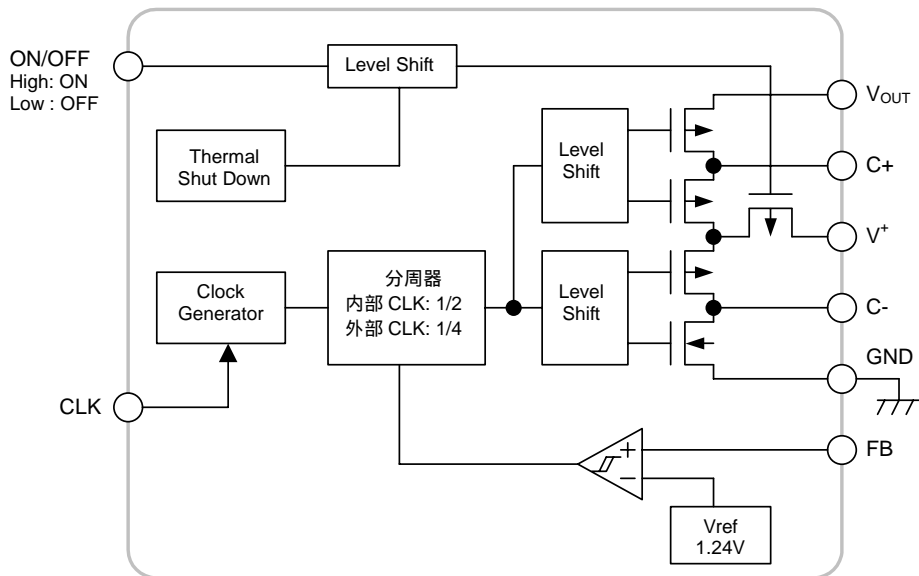 ON/OFF
High: ON
Low : OFF
Level Shift
Thermal
Shut Down
Level
Shift
VOUT
C+
V+
Clock
Generator
分周器
内部 CLK: 1/2
外部 CLK: 1/4
Level
Shift
C-
GND
CLK
FB
+
−
Vref
1.24V